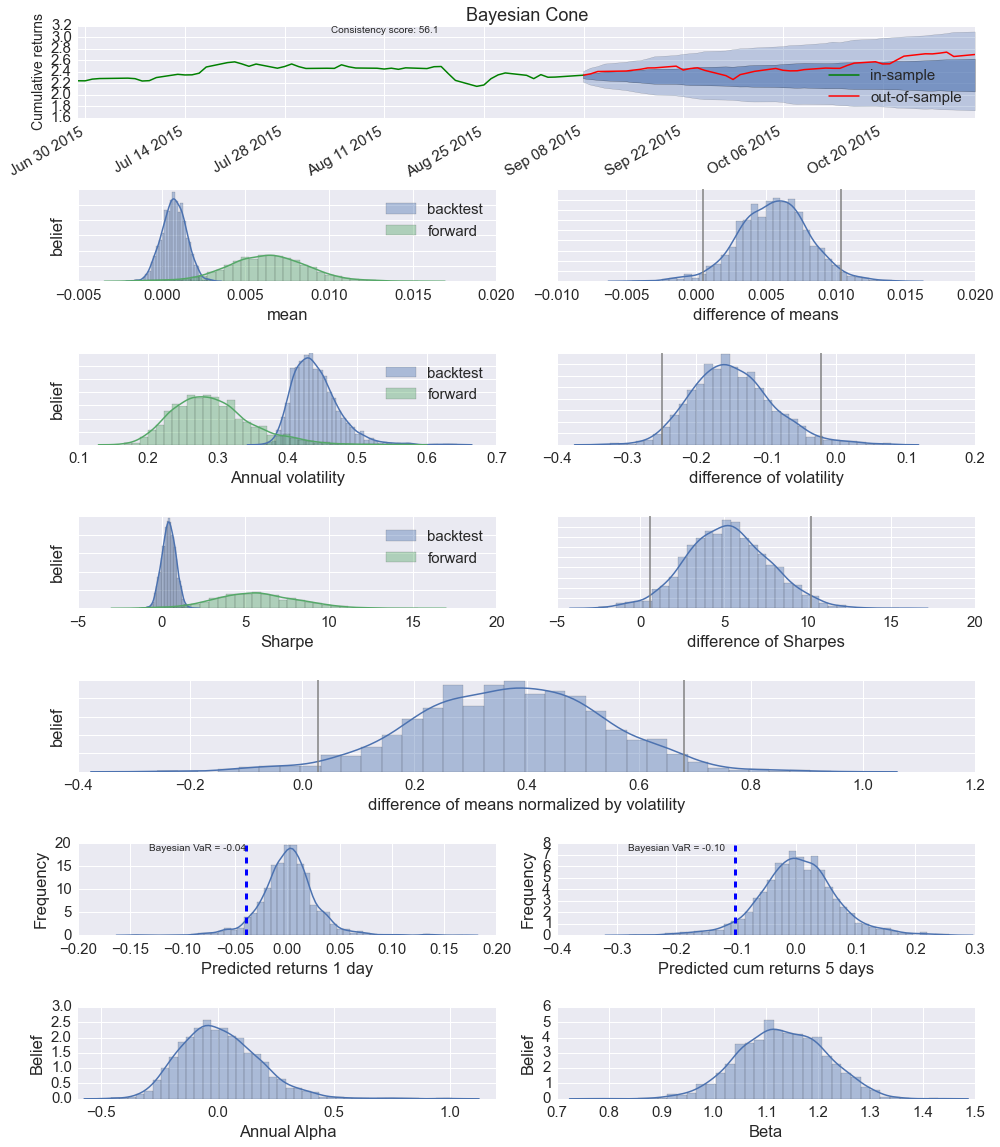 Bayesian Cone
Consistency score: 56.1
Cumulative returns
3.2
3.0
2.8
2.6
2.4
2.2
2.0
1.8
1.6
in-sample
out-of-sample
Jun 30 2015
Jul 14 2015
Jul 28 2015
Aug 11 2015
Aug 25 2015
Sep 08 2015
Sep 22 2015
Oct 06 2015
Oct 20 2015
belief
backtest
forward
−0.005 0.000 0.005 0.010 0.015 0.020
mean
−0.010 −0.005 0.000 0.005 0.010 0.015 0.020
difference of means
belief
backtest
forward
0.1 0.2 0.3 0.4 0.5 0.6 0.7
Annual volatility
−0.4 −0.3 −0.2 −0.1 0.0 0.1 0.2
difference of volatility
belief
backtest
forward
−5 0 5 10 15 20
Sharpe
−5 0 5 10 15 20
difference of Sharpes
belief
−0.4 −0.2 0.0 0.2 0.4 0.6 0.8 1.0 1.2
difference of means normalized by volatility
Frequency
20
15
10
5
0
Bayesian VaR = -0.04
−0.20 −0.15 −0.10 −0.05 0.00 0.05 0.10 0.15 0.20
Predicted returns 1 day
Frequency
8
7
6
5
4
3
2
1
0
Bayesian VaR = -0.10
−0.4 −0.3 −0.2 −0.1 0.0 0.1 0.2 0.3
Predicted cum returns 5 days
Belief
3.0
2.5
2.0
1.5
1.0
0.5
0.0
−0.5 0.0 0.5 1.0
Annual Alpha
Belief
6
5
4
3
2
1
0
0.7 0.8 0.9 1.0 1.1 1.2 1.3 1.4 1.5
Beta